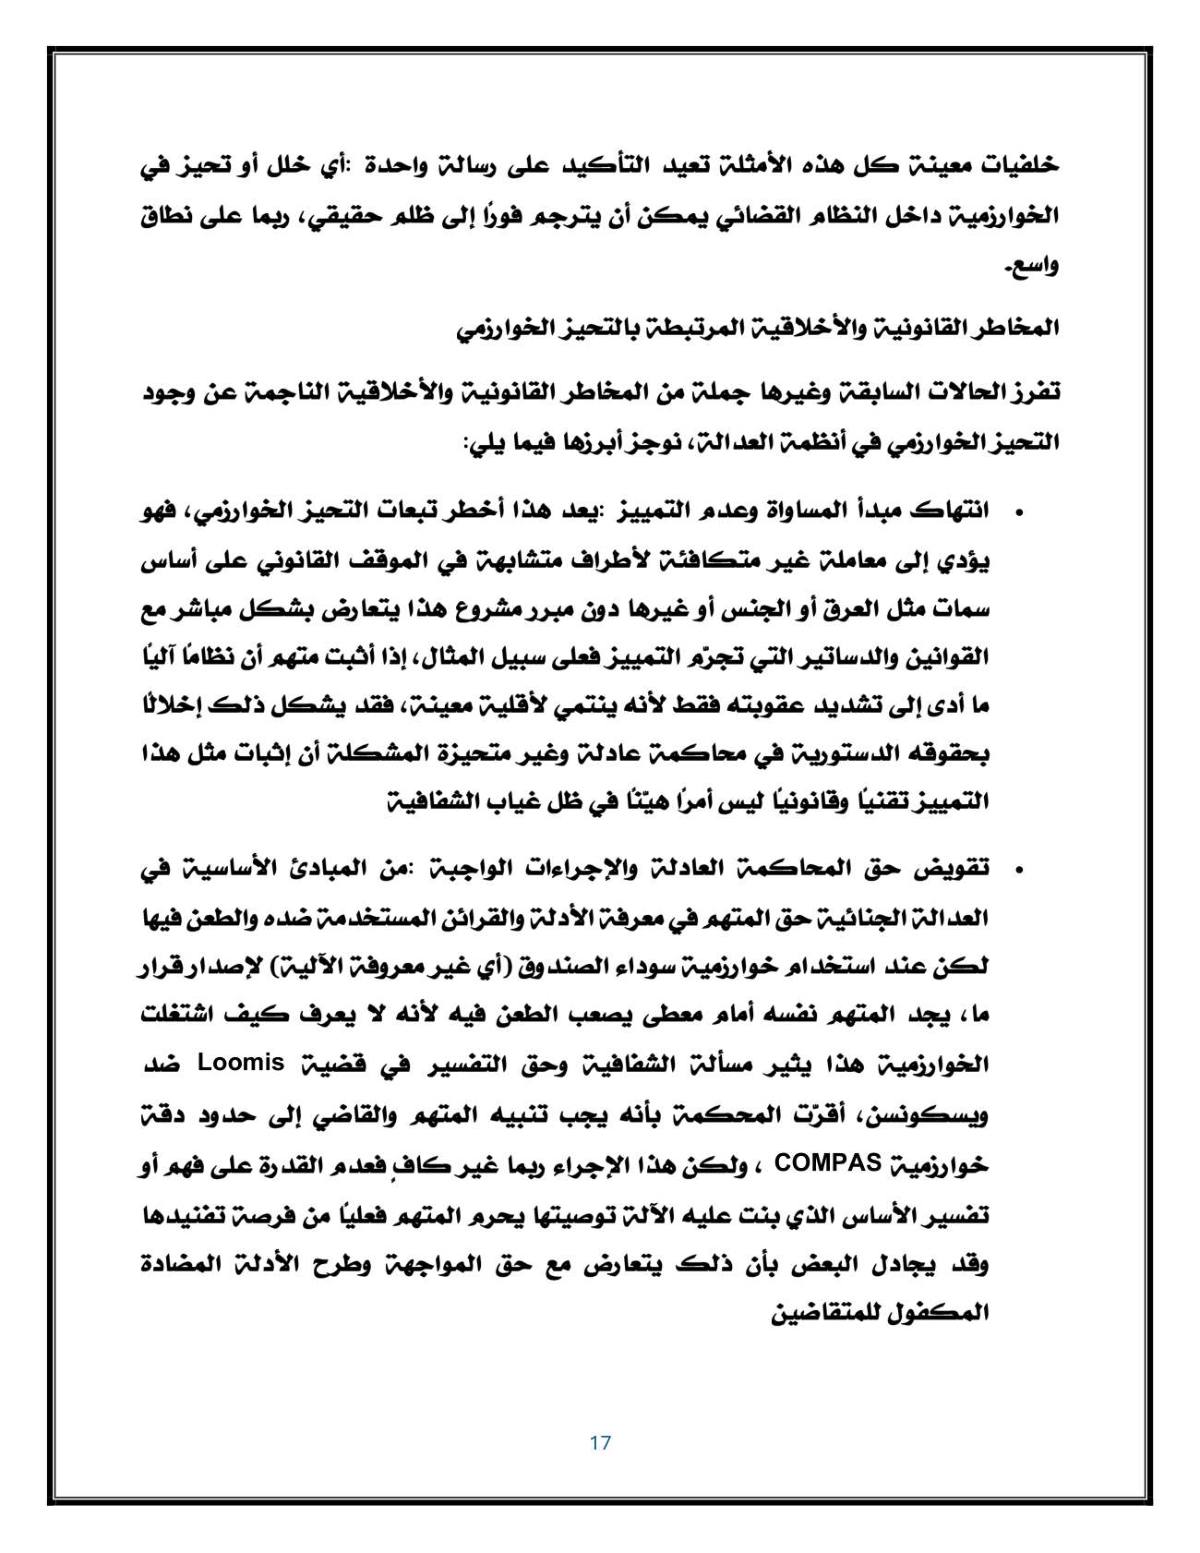 خلفيات معينة كل هذه الأمثلة تعيد التأكيد على رسالة واحدة :أي خلل أو تحيز في
الخوارزمية داخل النظام القضائي يمكن أن يترجم فورًا إلى ظلم حقيقي، ربما على نطاق
واسع.
المخاطر القانونية والأخلاقية المرتبطة بالتحيز الخوارزمي
تفرز الحالات السابقة وغيرها جملة من المخاطر القانونية والأخلاقية الناجمة عن وجود
التحيز الخوارزمي في أنظمة العدالة، نوجز أبرزها فيما يلي:
• انتهاك مبدأ المساواة وعدم التمييز :يعد هذا أخطر تبعات التحيز الخوارزمي، فهو
يؤدي إلى معاملة غير متكافئة لأطراف متشابهة في الموقف القانوني على أساس
سمات مثل العرق أو الجنس أو غيرها دون مبرر مشروع هذا يتعارض بشكل مباشر مع
القوانين والدساتير التي تجرّم التمييز فعلى سبيل المثال، إذا أثبت متهم أن نظامًا آليًا
ما أدى إلى تشديد عقوبته فقط لأنه ينتمي لأقلية معينة، فقد يشكل ذلك إخلالًا
بحقوقه الدستورية في محاكمة عادلة وغير متحيزة المشكلة أن إثبات مثل هذا
التمييز تقنيًا وقانونيًا ليس أمرًا هيّنًا في ظل غياب الشفافية
• تقويض حق المحاكمة العادلة والإجراءات الواجبة :من المبادئ الأساسية في
العدالة الجنائية حق المتهم في معرفة الأدلة والقرائن المستخدمة ضده والطعن فيها
لكن عند استخدام خوارزمية سوداء الصندوق (أي غير معروفة الآلية) لإصدار قرار
ما، يجد المتهم نفسه أمام معطى يصعب الطعن فيه لأنه لا يعرف كيف اشتغلت
الخوارزمية هذا يثير مسألة الشفافية وحق التفسير في قضية Loomis ضد
ويسكونسن، أقرّت المحكمة بأنه يجب تنبيه المتهم والقاضي إلى حدود دقة
خوارزمية COMPAS ، ولكن هذا الإجراء ربما غير كافٍ فعدم القدرة على فهم أو
تفسير الأساس الذي بنت عليه الآلة توصيتها يحرم المتهم فعليًا من فرصة تفنيدها
وقد يجادل البعض بأن ذلك يتعارض مع حق المواجهة وطرح الأدلة المضادة
المكفول للمتقاضين
17